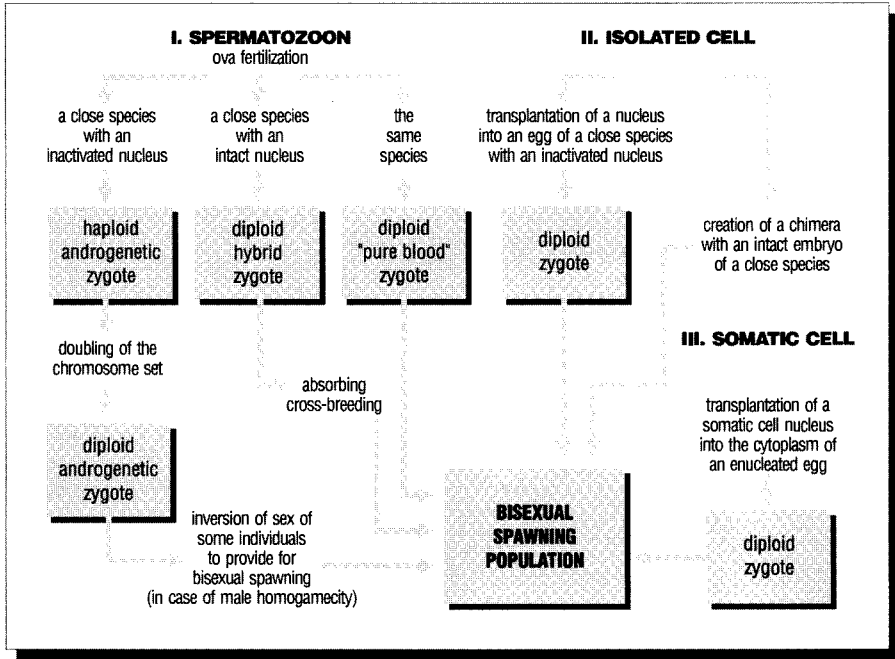 I. SPERMATOZOON
ova fertilization
a close species
with an
inactivated nucleus
a close species
with an
intact nucleus
the
same
species
haploid
androgenetic
zygote
diploid
hybrid
zygote
diploid
"pure blood"
zygote
doubling of the
chromosome set
absorbing
cross-breeding
diploid
androgenetic
zygote
inversion of sex of
some individuals
to provide for
bisexual spawning
(in case of male homogamecity)
II. ISOLATED CELL
transplantation of a nucleus
into an egg of a close species
with an inactivated nucleus
diploid
zygote
creation of a chimera
with an intact embryo
of a close species
III. SOMATIC CELL
transplantation of a
somatic cell nucleus
into the cytoplasm of
an enucleated egg
diploid
zygote
BISEXUAL
SPAWNING
POPULATION